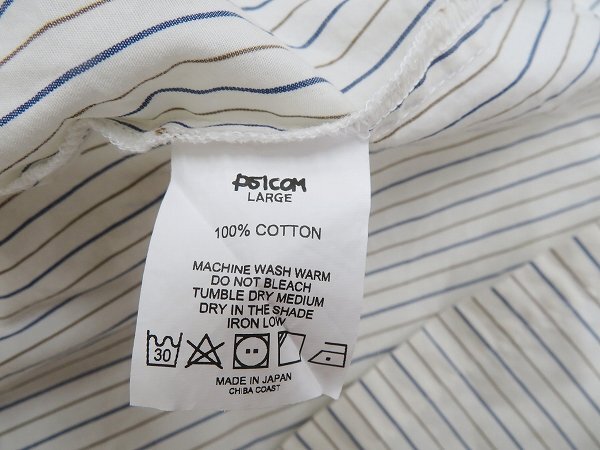 PSICOM
LARGE
100% COTTON
MACHINE WASH WARM
DO NOT BLEACH
TUMBLE DRY MEDIUM
DRY IN THE SHADE
IRON LOW
30
MADE IN JAPAN
CHIBA COAST